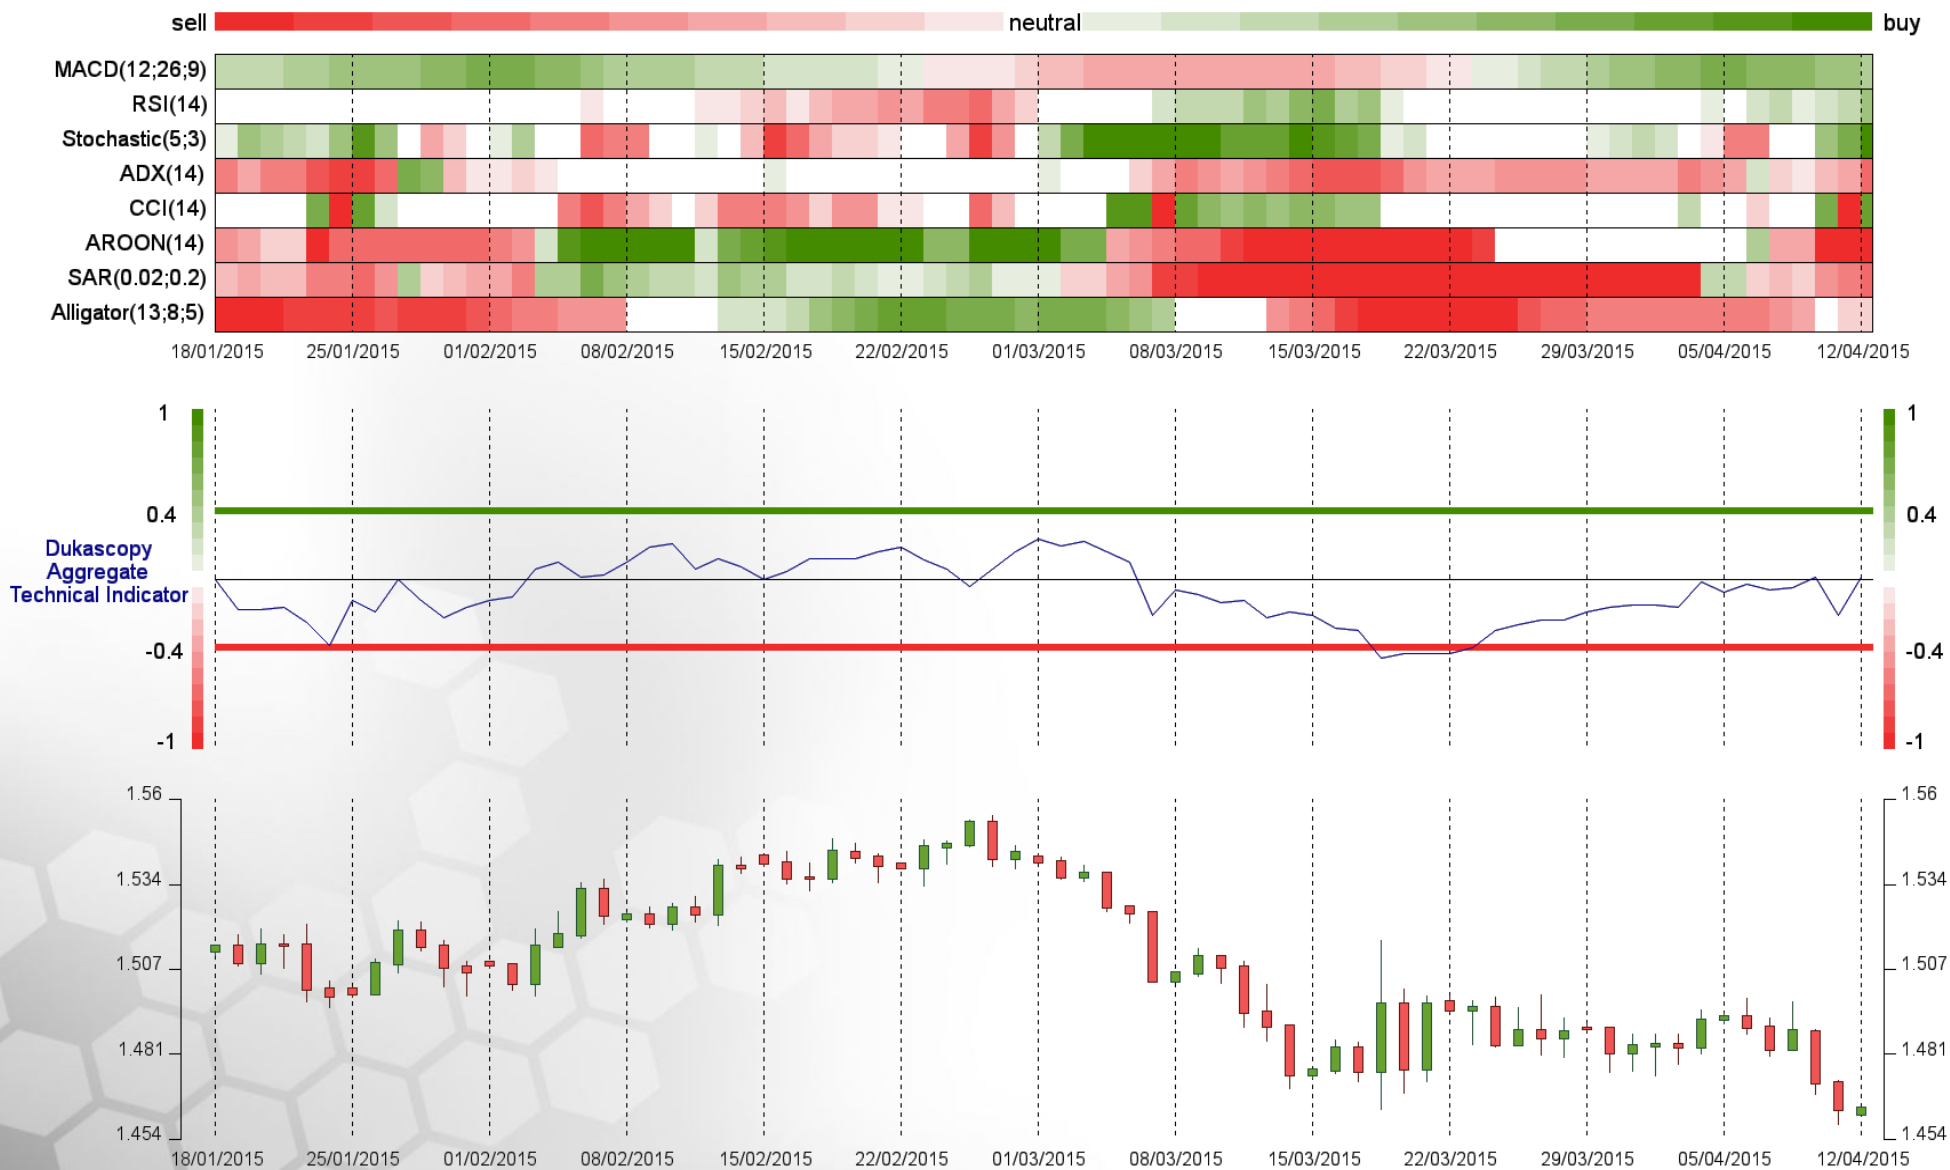 sell neutral buy
MACD(12;26;9)
RSI(14)
Stochastic(5;3)
ADX(14)
CCI(14)
AROON(14)
SAR(0.02;0.2)
Alligator(13;8;5)
18/01/2015 25/01/2015 01/02/2015 08/02/2015 15/02/2015 22/02/2015 01/03/2015 08/03/2015 15/03/2015 22/03/2015 29/03/2015 05/04/2015 12/04/2015
1 1
0.4 0.4
Dukascopy
Aggregate
Technical Indicator
-0.4 -0.4
-1 -1
1.56 1.56
1.534 1.534
1.507 1.507
1.481 1.481
1.454 1.454
18/01/2015 25/01/2015 01/02/2015 08/02/2015 15/02/2015 22/02/2015 01/03/2015 08/03/2015 15/03/2015 22/03/2015 29/03/2015 05/04/2015 12/04/2015